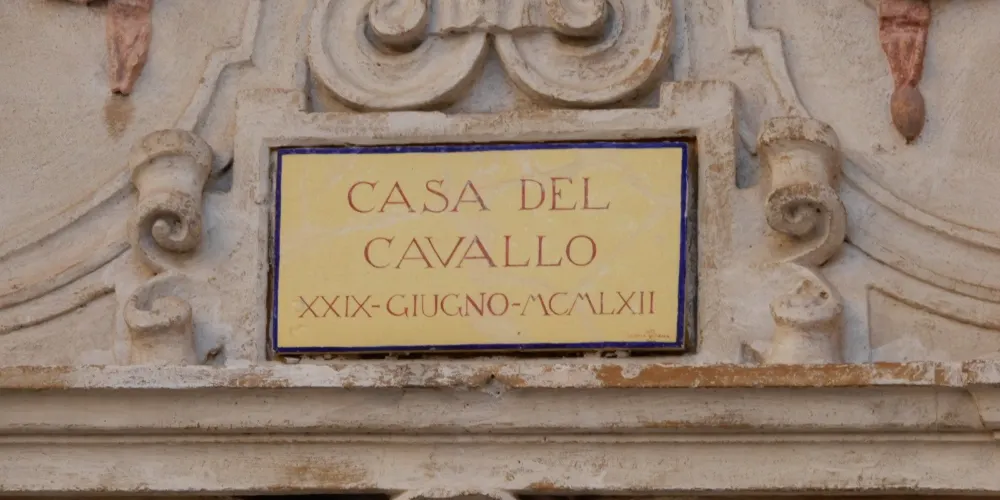 CASA DEL
CAVALLO
XXIX-GIUGNO-MCMLXII